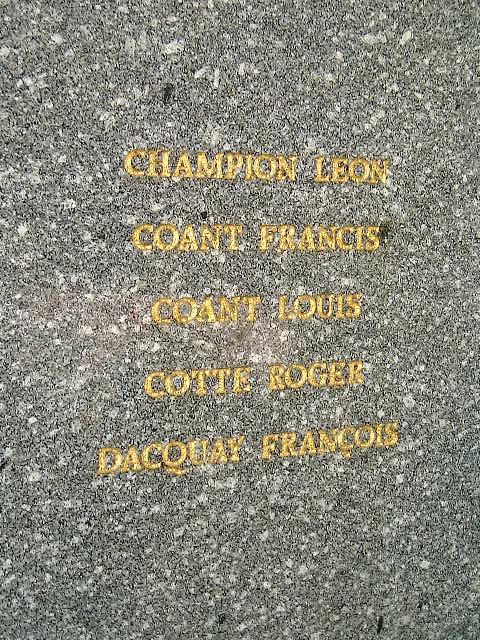 CHAMPION LEON
COANT FRANCIS
COANT LOUIS
COTTE ROGER
DACQUAY FRANÇOIS